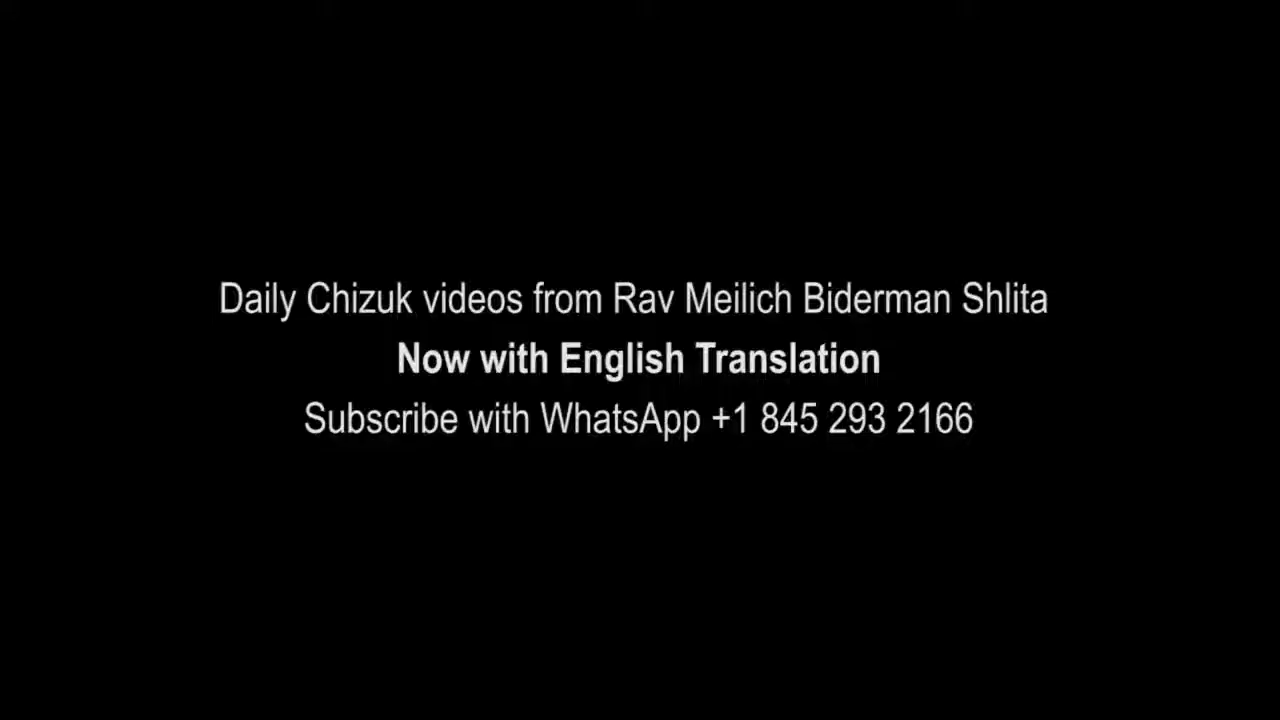 Daily Chizuk videos from Rav Meilich Biderman Shlita
Now with English Translation
Subscribe with WhatsApp +1 845 293 2166